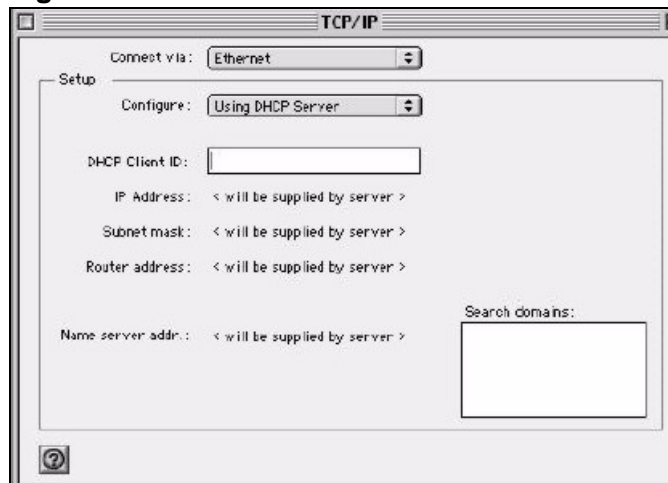 TCP/IP
Connect via: Ethernet
Setup
Configure: Using DHCP Server
DHCP Client ID:
IP Address: < will be supplied by server >
Subnet mask: < will be supplied by server >
Router address: < will be supplied by server >
Search domains:
Name server addr.: < will be supplied by server >